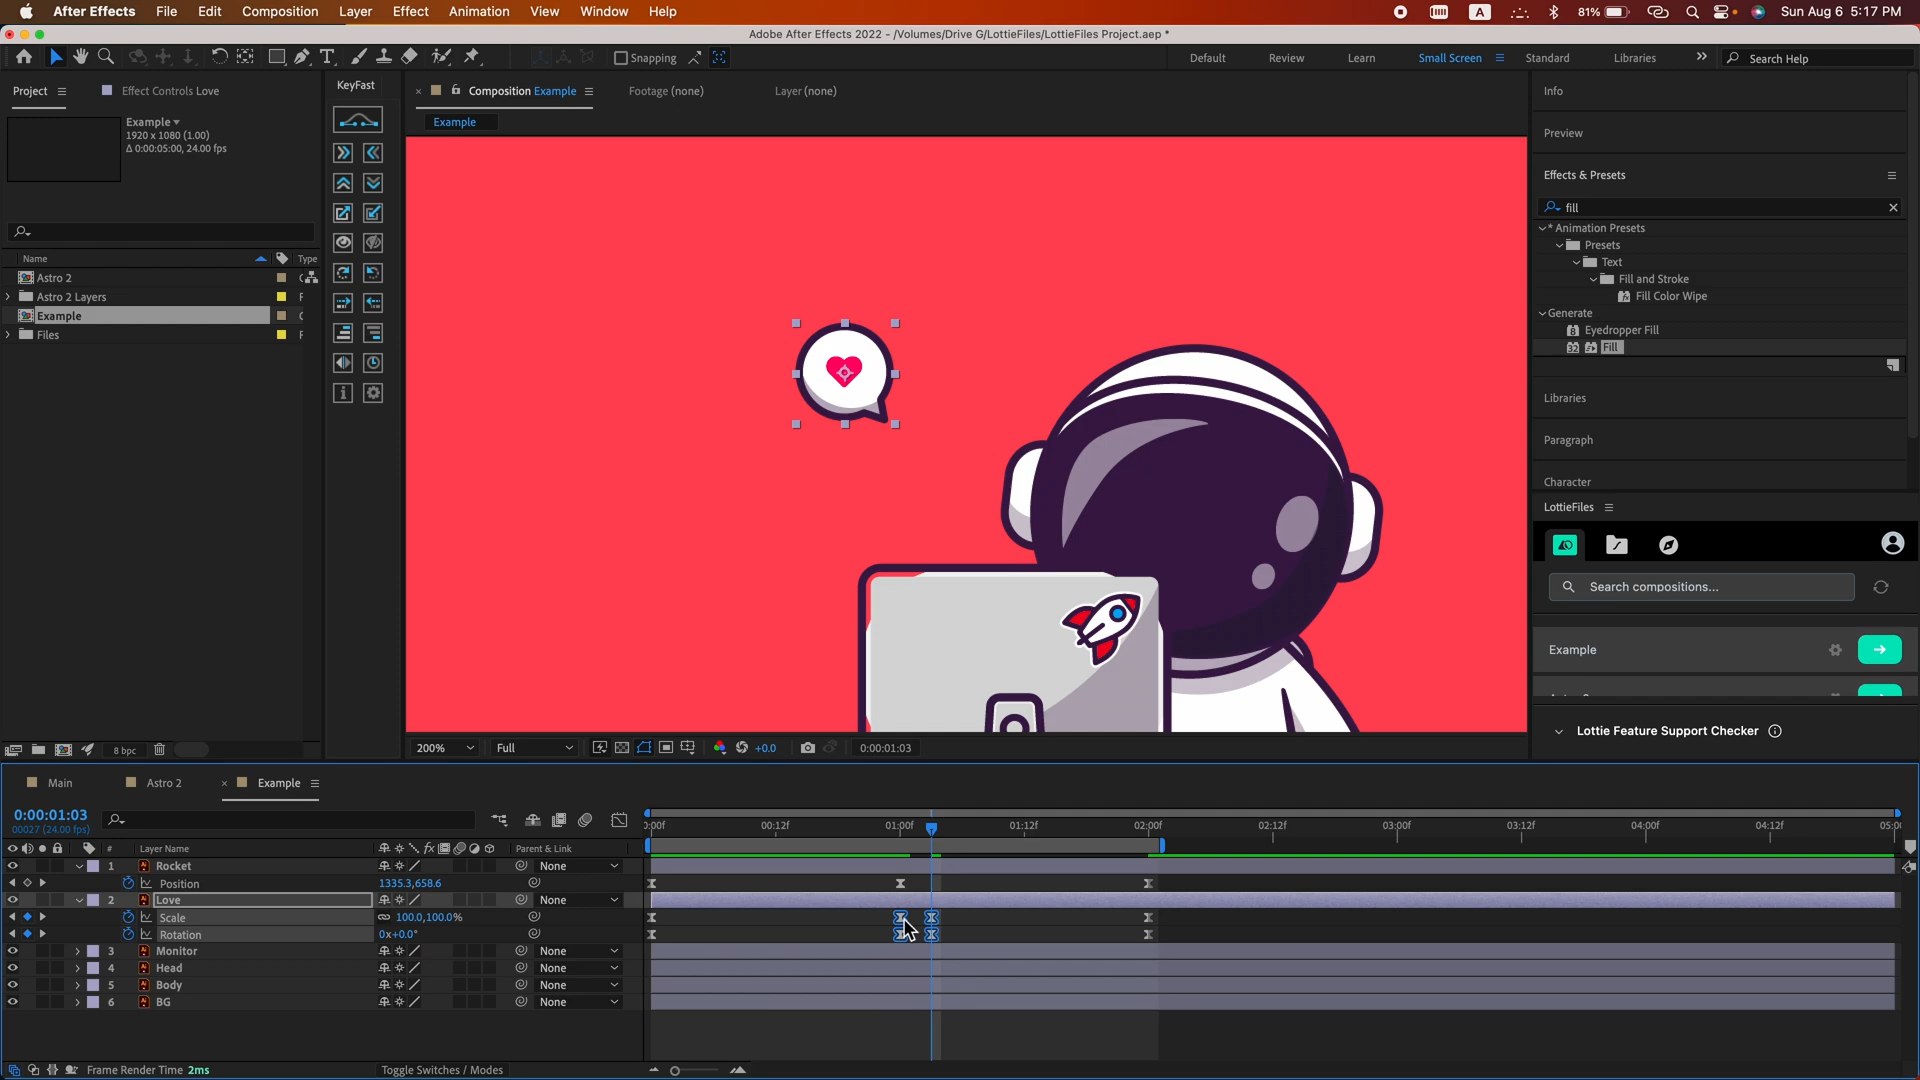 After Effects File Edit Composition Layer Effect Animation View Window Help
A 81% Sun Aug 6 5:17 PM
Adobe After Effects 2022 - /Volumes/Drive G/LottieFiles/LottieFiles Project.aep *
Snapping
Default Review Learn Small Screen Standard Libraries Search Help
Project Effect Controls Love
KeyFast
Composition Example Footage (none) Layer (none)
Example
Example
1920 x 1080 (1.00)
Δ 0:00:05:00, 24.00 fps
Name Type
Astro 2
Astro 2 Layers
Example
Files
8 bpc
200% Full +0.0 0:00:01:03
Info
Preview
Effects & Presets
fill
* Animation Presets
Presets
Text
Fill and Stroke
Fill Color Wipe
Generate
Eyedropper Fill
Fill
Libraries
Paragraph
Character
LottieFiles
Search compositions...
Example
Lottie Feature Support Checker
Main Astro 2 Example
0:00:01:03
00027 (24.00 fps)
:00f 00:12f 01:00f 01:12f 02:00f 02:12f 03:00f 03:12f 04:00f 04:12f 05:0
# Layer Name fx Parent & Link
1 Rocket None
Position 1335.3,658.6
2 Love None
Scale 100.0,100.0%
Rotation 0x+0.0°
3 Monitor None
4 Head None
5 Body None
6 BG None
Frame Render Time 2ms Toggle Switches / Modes